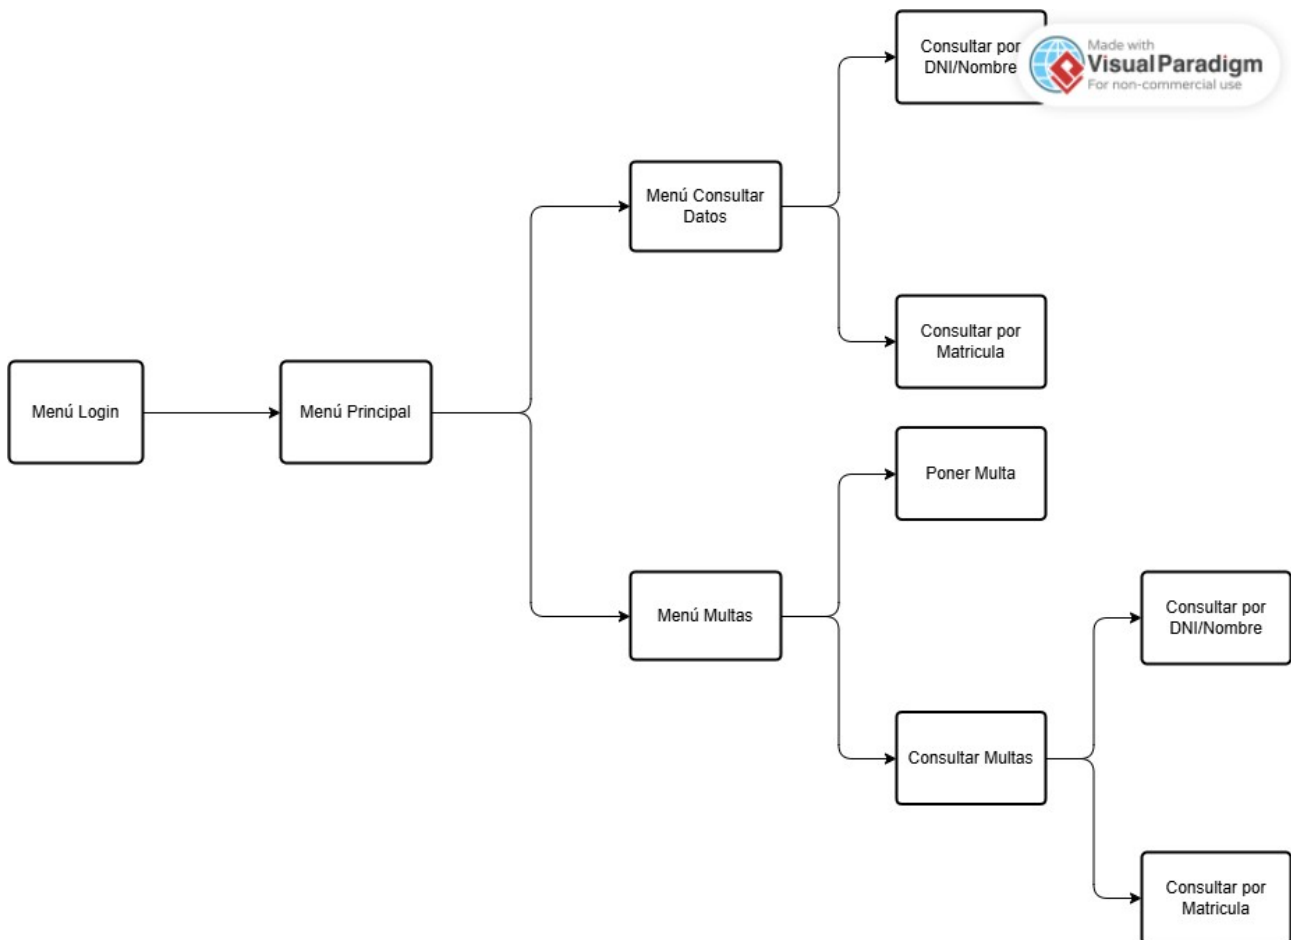 Consultar por
DNI/Nombre
Made with
Visual Paradigm
For non-commercial use
Menú Consultar
Datos
Consultar por
Matricula
Menú Login
Menú Principal
Poner Multa
Menú Multas
Consultar por
DNI/Nombre
Consultar Multas
Consultar por
Matricula